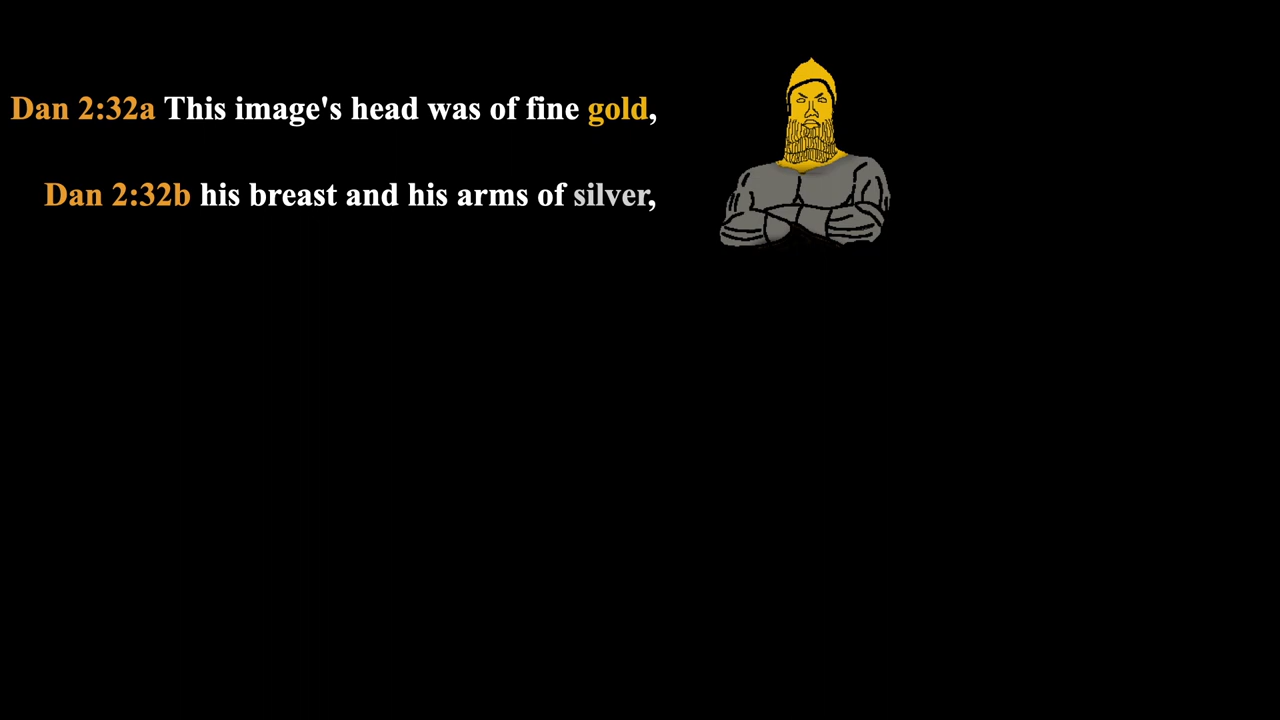 Dan 2:32a This image's head was of fine gold,
Dan 2:32b his breast and his arms of silver,